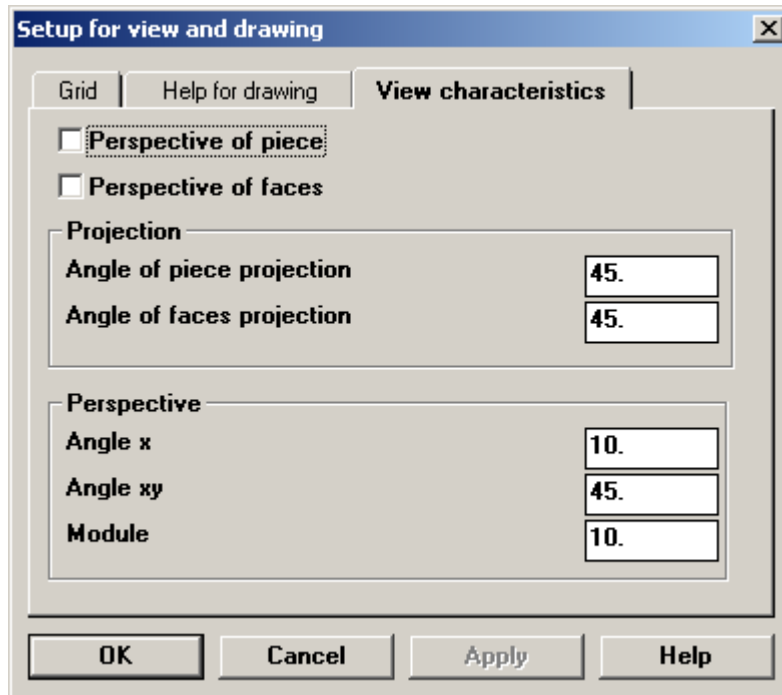 Setup for view and drawing
Grid Help for drawing View characteristics
Perspective of piece
Perspective of faces
Projection
Angle of piece projection 45.
Angle of faces projection 45.
Perspective
Angle x 10.
Angle xy 45.
Module 10.
OK Cancel Apply Help